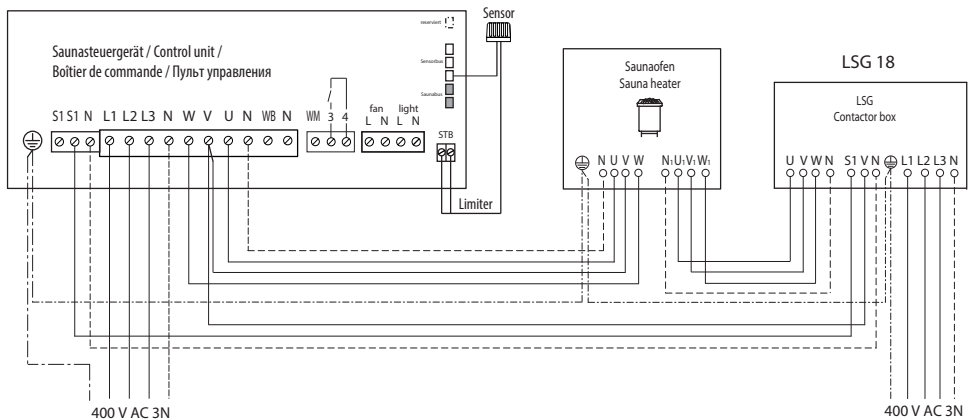 reserviert
Sensor
Sensorbus
Saunabus
Saunasteuergerät / Control unit /
Boîtier de commande / Пульт управления
S1 S1 N L1 L2 L3 N W V U N WB N
WM 3 4
fan light
L N L N
STB
Limiter
Saunaofen
Sauna heater
N U V W N1 U1 V1 W1
LSG 18
LSG
Contactor box
U V W N S1 V N L1 L2 L3 N
400 V AC 3N
400 V AC 3N